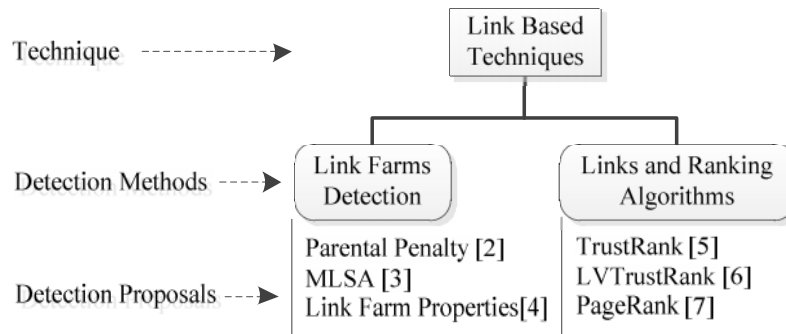 Technique
Link Based
Techniques
Detection Methods
Link Farms
Detection
Links and Ranking
Algorithms
Detection Proposals
Parental Penalty [2]
MLSA [3]
Link Farm Properties[4]
TrustRank [5]
LVTrustRank [6]
PageRank [7]